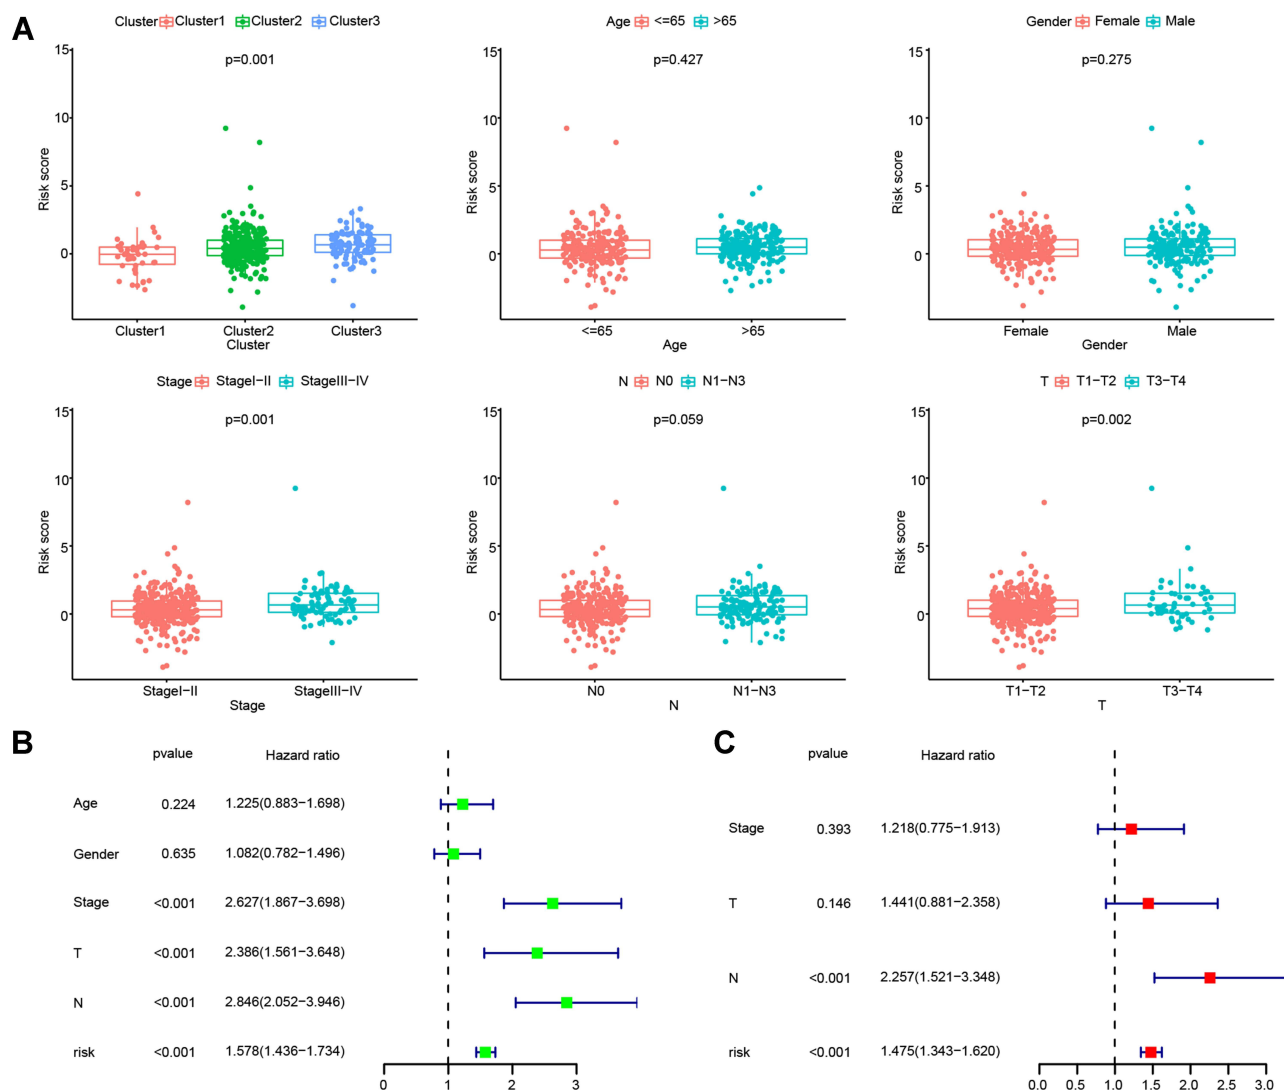 A
Cluster Cluster1 Cluster2 Cluster3
Age <=65 >65
Gender Female Male
p=0.001
p=0.427
p=0.275
15
10
5
0
Risk score
Cluster1 Cluster2 Cluster3
Cluster
15
10
5
0
Risk score
<=65 >65
Age
15
10
5
0
Risk score
Female Male
Gender
Stage StageI−II StageIII−IV
N N0 N1−N3
T T1−T2 T3−T4
p=0.001
p=0.059
p=0.002
15
10
5
0
Risk score
StageI−II StageIII−IV
Stage
15
10
5
0
Risk score
N0 N1−N3
N
15
10
5
0
Risk score
T1−T2 T3−T4
T
B
pvalue Hazard ratio
Age 0.224 1.225(0.883−1.698)
Gender 0.635 1.082(0.782−1.496)
Stage <0.001 2.627(1.867−3.698)
T <0.001 2.386(1.561−3.648)
N <0.001 2.846(2.052−3.946)
risk <0.001 1.578(1.436−1.734)
0 1 2 3
C
pvalue Hazard ratio
Stage 0.393 1.218(0.775−1.913)
T 0.146 1.441(0.881−2.358)
N <0.001 2.257(1.521−3.348)
risk <0.001 1.475(1.343−1.620)
0.0 0.5 1.0 1.5 2.0 2.5 3.0